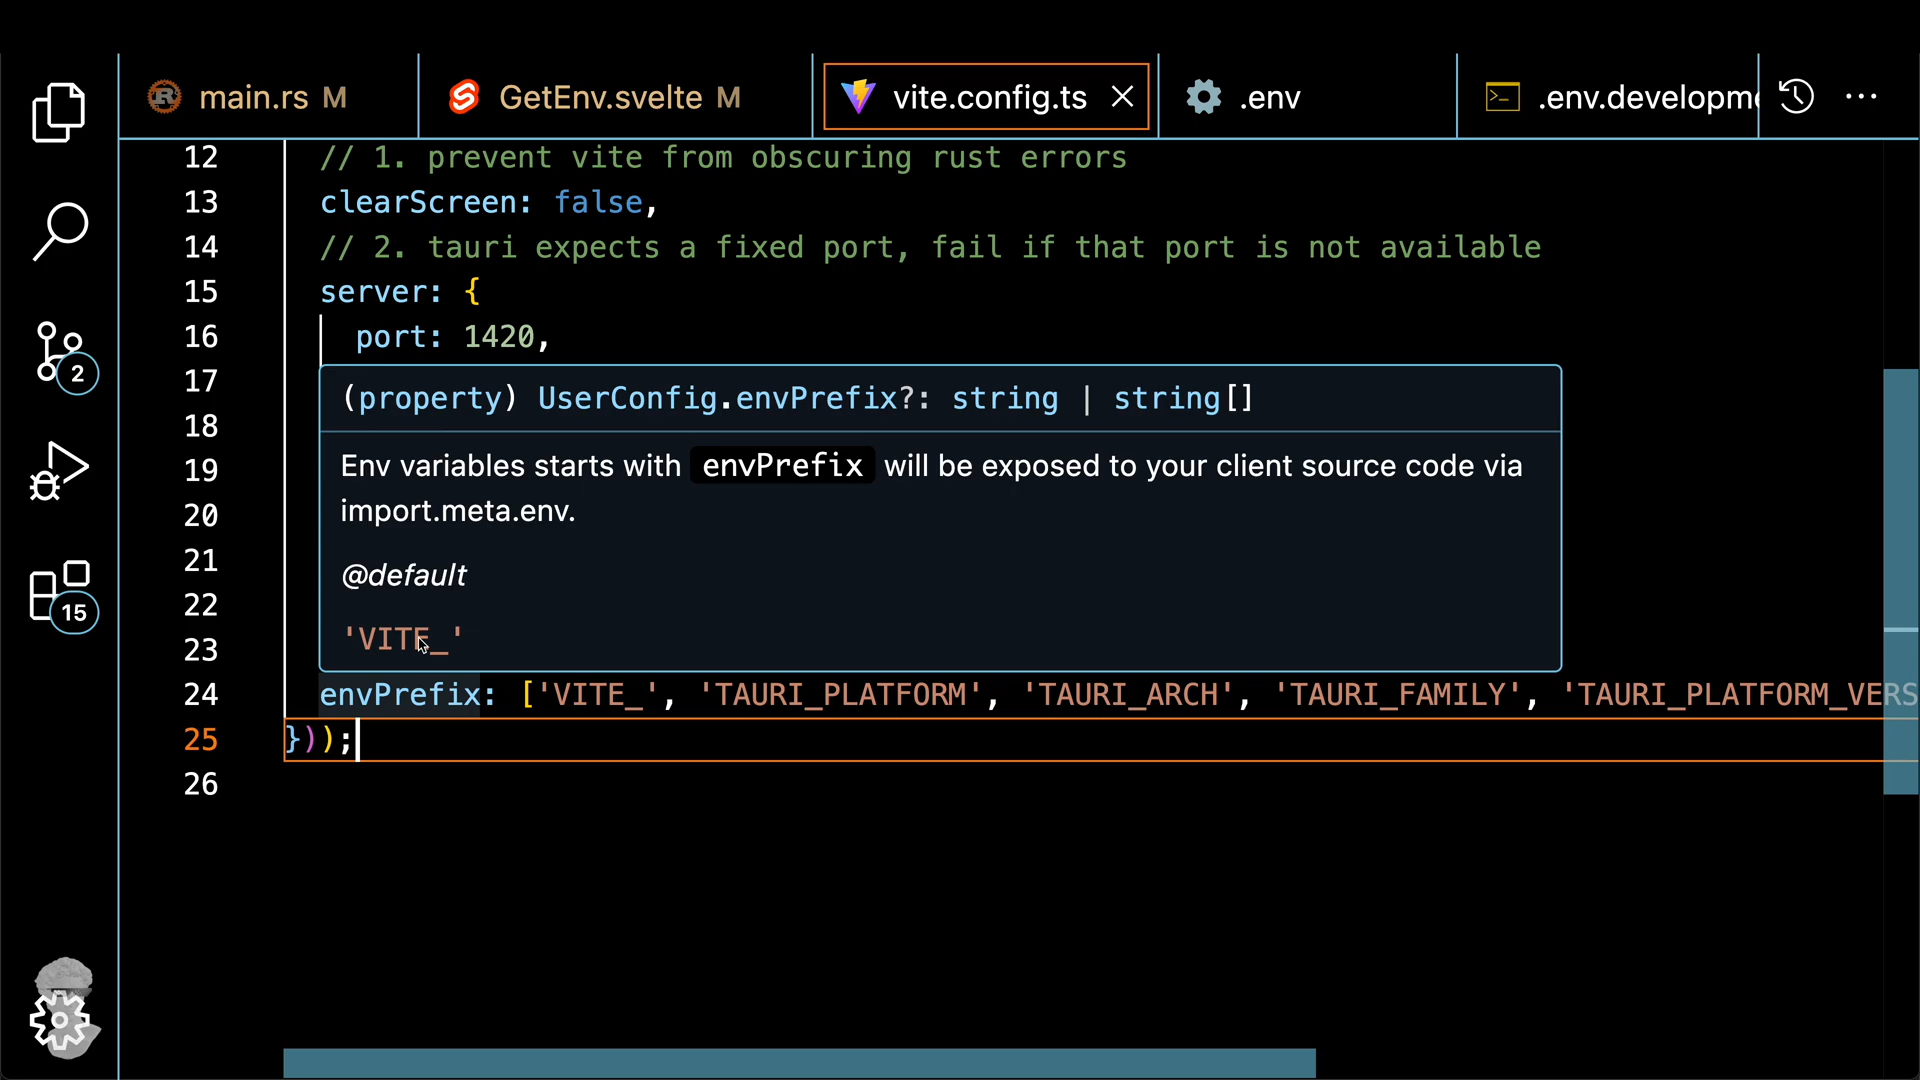 main.rs M GetEnv.svelte M vite.config.ts .env .env.developme
12 // 1. prevent vite from obscuring rust errors
13 clearScreen: false,
14 // 2. tauri expects a fixed port, fail if that port is not available
15 server: {
16 port: 1420,
17 (property) UserConfig.envPrefix?: string | string[]
18
19 Env variables starts with envPrefix will be exposed to your client source code via
20 import.meta.env.
21 @default
22
23 'VITE_'
24 envPrefix: ['VITE_', 'TAURI_PLATFORM', 'TAURI_ARCH', 'TAURI_FAMILY', 'TAURI_PLATFORM_VERS
25 }));
26
2
15